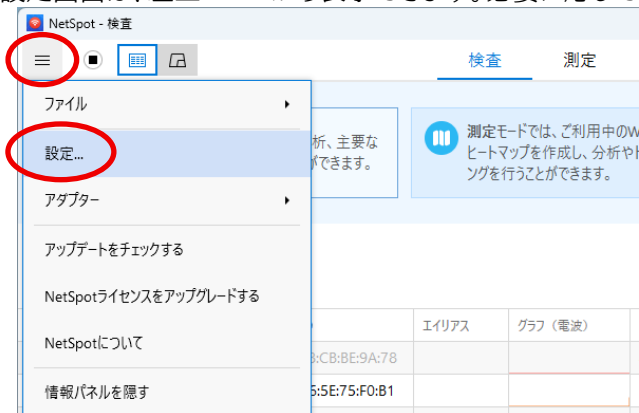 NetSpot - 検査
検査
測定
ファイル
設定...
アダプター
アップデートをチェックする
NetSpotライセンスをアップグレードする
NetSpotについて
情報パネルを隠す
析、主要な
ができます。
測定モードでは、ご利用中のW
ヒートマップを作成し、分析や
ングを行うことができます。
エイリアス
グラフ（電波）
:CB:BE:9A:78
:5E:75:F0:B1